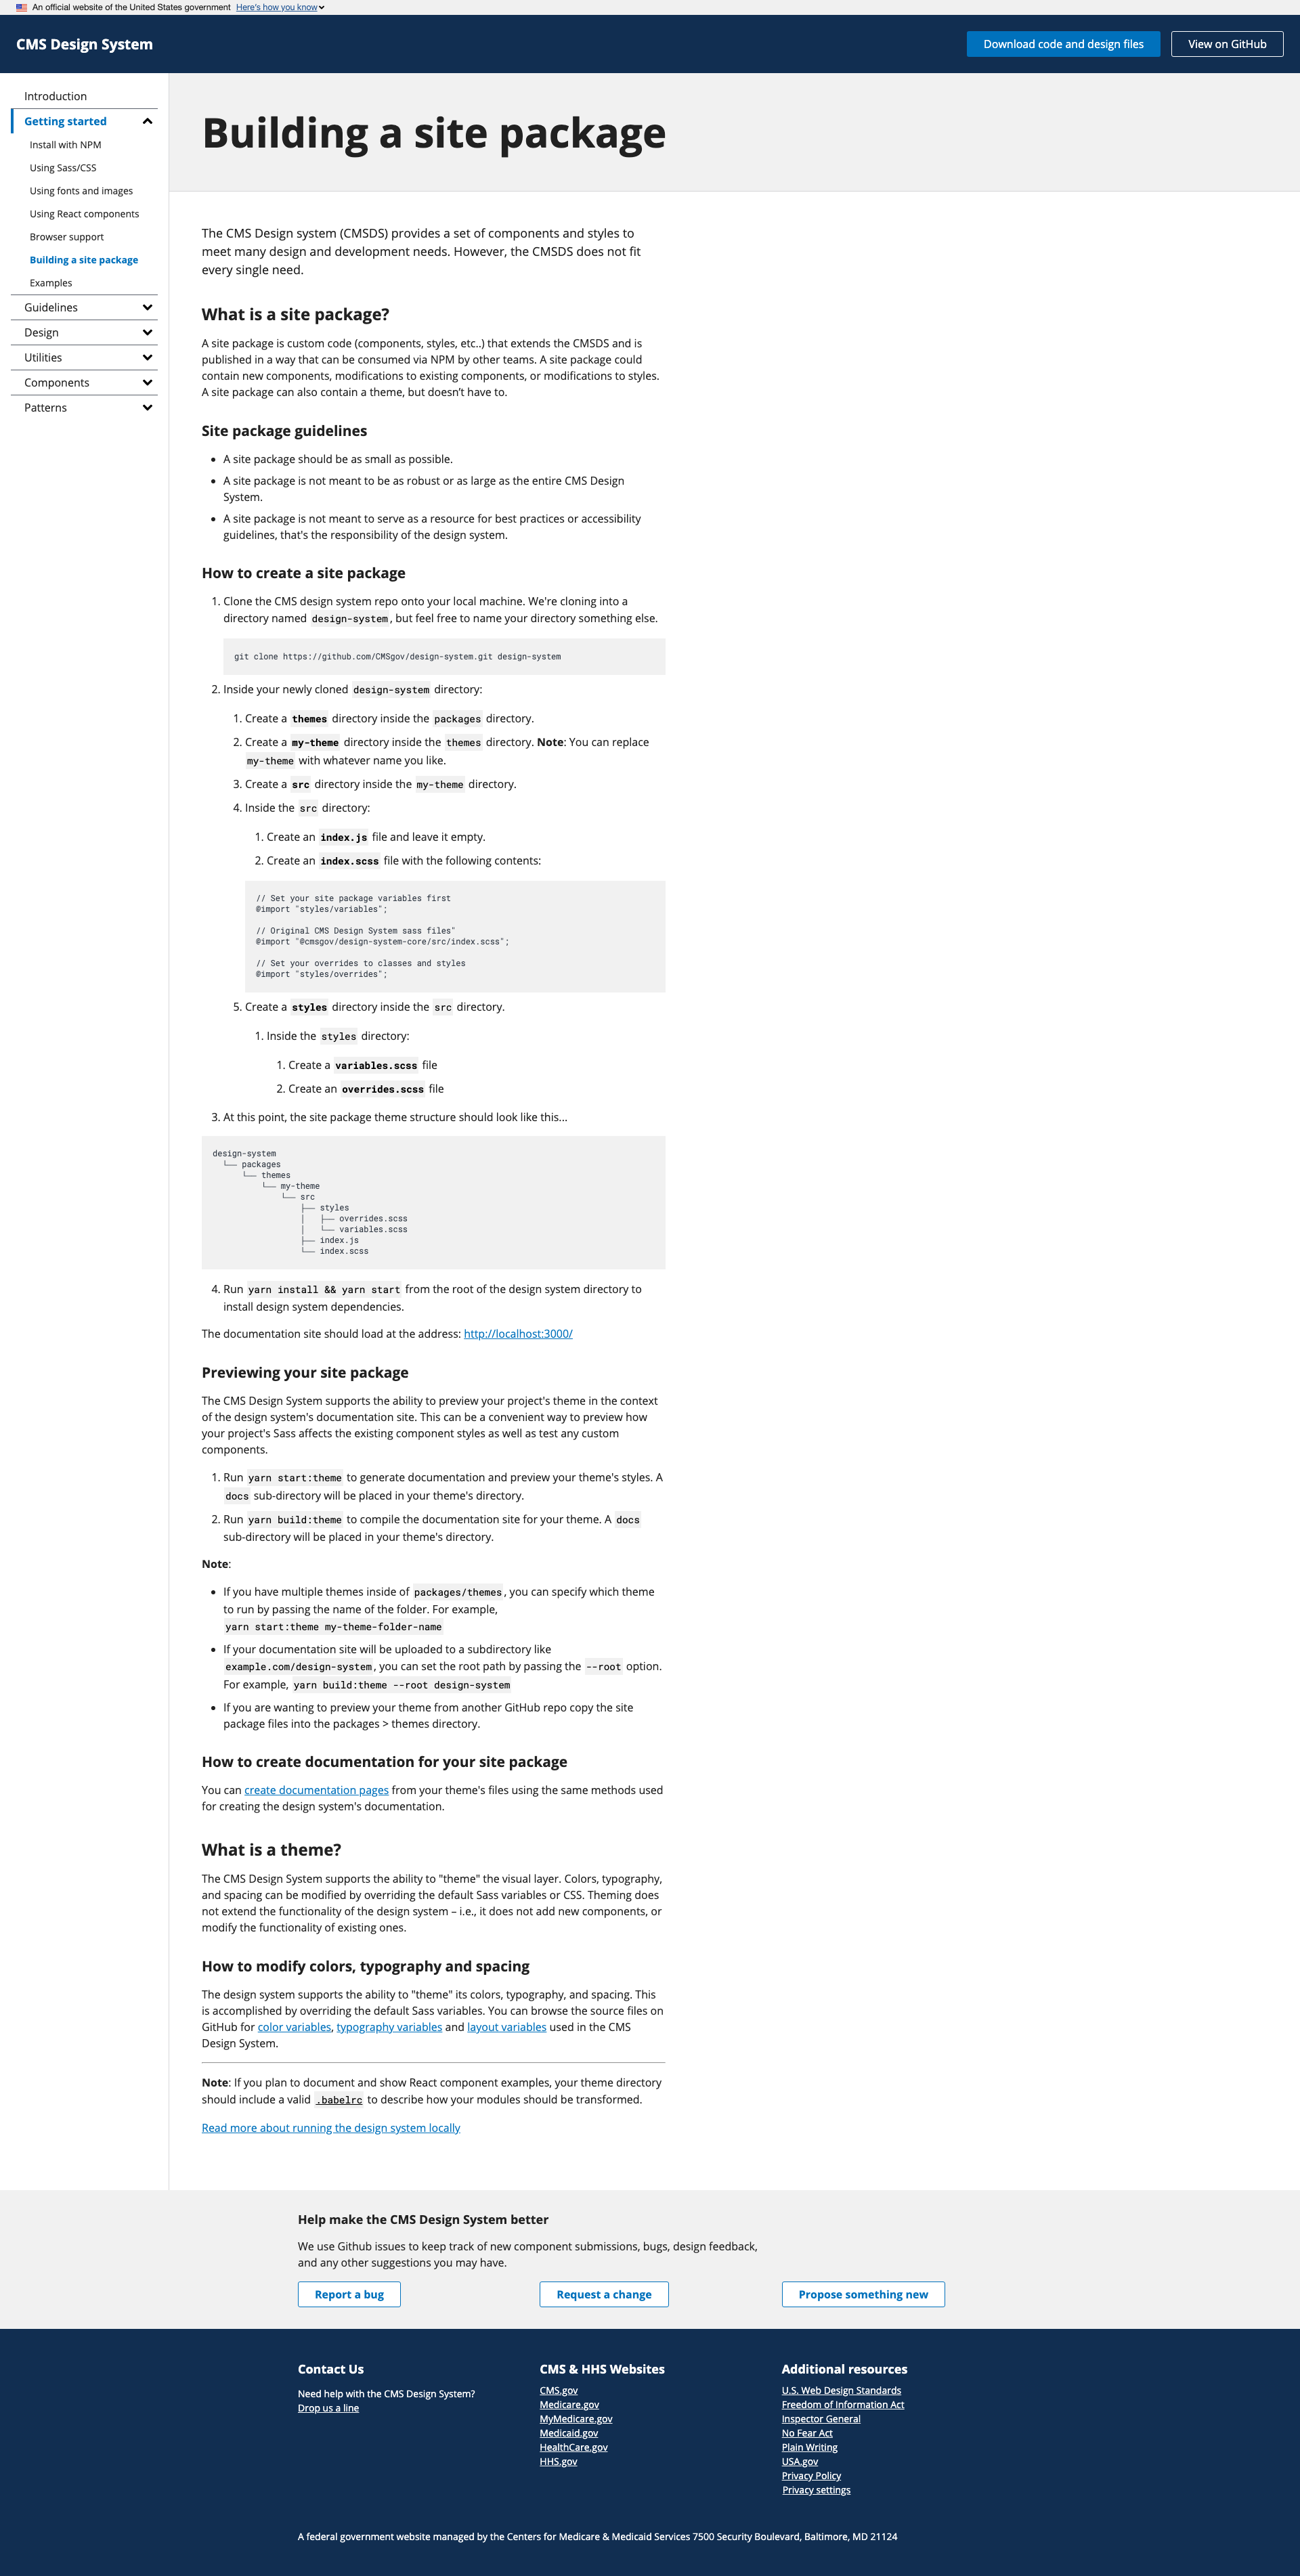 An official website of the United States government Here's how you know
CMS Design System
Download code and design files
View on GitHub
Introduction
Getting started
Install with NPM
Using Sass/CSS
Using fonts and images
Using React components
Browser support
Building a site package
Examples
Guidelines
Design
Utilities
Components
Patterns
Building a site package
The CMS Design system (CMSDS) provides a set of components and styles to
meet many design and development needs. However, the CMSDS does not fit
every single need.
What is a site package?
A site package is custom code (components, styles, etc..) that extends the CMSDS and is
published in a way that can be consumed via NPM by other teams. A site package could
contain new components, modifications to existing components, or modifications to styles.
A site package can also contain a theme, but doesn’t have to.
Site package guidelines
• A site package should be as small as possible.
• A site package is not meant to be as robust or as large as the entire CMS Design
System.
• A site package is not meant to serve as a resource for best practices or accessibility
guidelines, that's the responsibility of the design system.
How to create a site package
1. Clone the CMS design system repo onto your local machine. We're cloning into a
directory named design-system, but feel free to name your directory something else.
git clone https://github.com/CMSgov/design-system.git design-system
2. Inside your newly cloned design-system directory:
1. Create a themes directory inside the packages directory.
2. Create a my-theme directory inside the themes directory. Note: You can replace
my-theme with whatever name you like.
3. Create a src directory inside the my-theme directory.
4. Inside the src directory:
1. Create an index.js file and leave it empty.
2. Create an index.scss file with the following contents:
// Set your site package variables first
@import "styles/variables";
// Original CMS Design System sass files"
@import "@cmsgov/design-system-core/src/index.scss";
// Set your overrides to classes and styles
@import "styles/overrides";
5. Create a styles directory inside the src directory.
1. Inside the styles directory:
1. Create a variables.scss file
2. Create an overrides.scss file
3. At this point, the site package theme structure should look like this...
design-system
└── packages
└── themes
└── my-theme
└── src
├── styles
│   ├── overrides.scss
│   └── variables.scss
├── index.js
└── index.scss
4. Run yarn install && yarn start from the root of the design system directory to
install design system dependencies.
The documentation site should load at the address: http://localhost:3000/
Previewing your site package
The CMS Design System supports the ability to preview your project's theme in the context
of the design system's documentation site. This can be a convenient way to preview how
your project's Sass affects the existing component styles as well as test any custom
components.
1. Run yarn start:theme to generate documentation and preview your theme's styles. A
docs sub-directory will be placed in your theme's directory.
2. Run yarn build:theme to compile the documentation site for your theme. A docs
sub-directory will be placed in your theme's directory.
Note:
• If you have multiple themes inside of packages/themes, you can specify which theme
to run by passing the name of the folder. For example,
yarn start:theme my-theme-folder-name
• If your documentation site will be uploaded to a subdirectory like
example.com/design-system, you can set the root path by passing the --root option.
For example, yarn build:theme --root design-system
• If you are wanting to preview your theme from another GitHub repo copy the site
package files into the packages > themes directory.
How to create documentation for your site package
You can create documentation pages from your theme's files using the same methods used
for creating the design system's documentation.
What is a theme?
The CMS Design System supports the ability to "theme" the visual layer. Colors, typography,
and spacing can be modified by overriding the default Sass variables or CSS. Theming does
not extend the functionality of the design system – i.e., it does not add new components, or
modify the functionality of existing ones.
How to modify colors, typography and spacing
The design system supports the ability to "theme" its colors, typography, and spacing. This
is accomplished by overriding the default Sass variables. You can browse the source files on
GitHub for color variables, typography variables and layout variables used in the CMS
Design System.
Note: If you plan to document and show React component examples, your theme directory
should include a valid .babelrc to describe how your modules should be transformed.
Read more about running the design system locally
Help make the CMS Design System better
We use Github issues to keep track of new component submissions, bugs, design feedback,
and any other suggestions you may have.
Report a bug
Request a change
Propose something new
Contact Us
Need help with the CMS Design System?
Drop us a line
CMS & HHS Websites
CMS.gov
Medicare.gov
MyMedicare.gov
Medicaid.gov
HealthCare.gov
HHS.gov
Additional resources
U.S. Web Design Standards
Freedom of Information Act
Inspector General
No Fear Act
Plain Writing
USA.gov
Privacy Policy
Privacy settings
A federal government website managed by the Centers for Medicare & Medicaid Services 7500 Security Boulevard, Baltimore, MD 21124